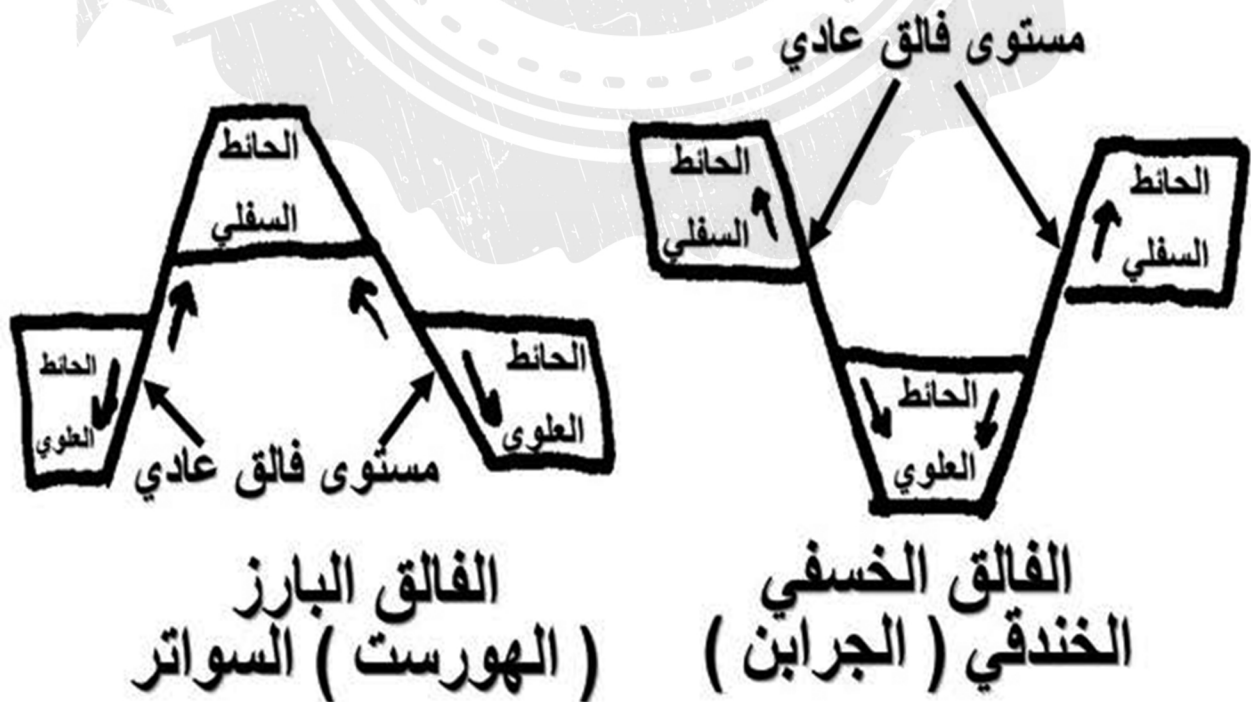 مستوى فالق عادي
الحائط
السفلي
الحائط
السفلي
الحائط
العلوي
الفالق الخسفي
الخندقي ( الجرابن )
الحائط
السفلي
الحائط
العلوي
الحائط
العلوي
مستوى فالق عادي
الفالق البارز
( الهورست ) السواتر